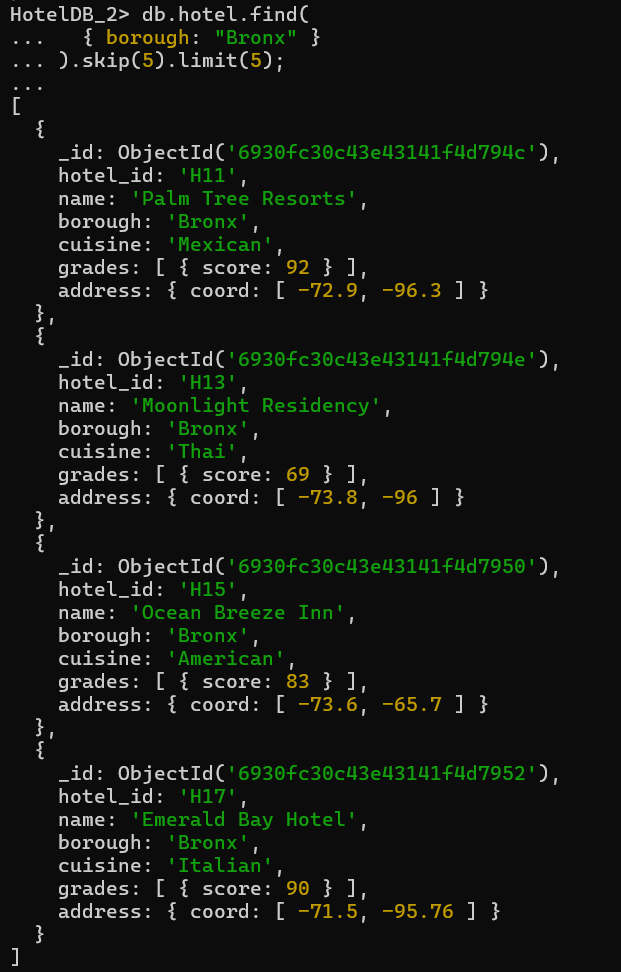 HotelDB_2> db.hotel.find(
...   { borough: "Bronx" }
... ).skip(5).limit(5);
...
[
  {
    _id: ObjectId('6930fc30c43e43141f4d794c'),
    hotel_id: 'H11',
    name: 'Palm Tree Resorts',
    borough: 'Bronx',
    cuisine: 'Mexican',
    grades: [ { score: 92 } ],
    address: { coord: [ -72.9, -96.3 ] }
  },
  {
    _id: ObjectId('6930fc30c43e43141f4d794e'),
    hotel_id: 'H13',
    name: 'Moonlight Residency',
    borough: 'Bronx',
    cuisine: 'Thai',
    grades: [ { score: 69 } ],
    address: { coord: [ -73.8, -96 ] }
  },
  {
    _id: ObjectId('6930fc30c43e43141f4d7950'),
    hotel_id: 'H15',
    name: 'Ocean Breeze Inn',
    borough: 'Bronx',
    cuisine: 'American',
    grades: [ { score: 83 } ],
    address: { coord: [ -73.6, -65.7 ] }
  },
  {
    _id: ObjectId('6930fc30c43e43141f4d7952'),
    hotel_id: 'H17',
    name: 'Emerald Bay Hotel',
    borough: 'Bronx',
    cuisine: 'Italian',
    grades: [ { score: 90 } ],
    address: { coord: [ -71.5, -95.76 ] }
  }
]